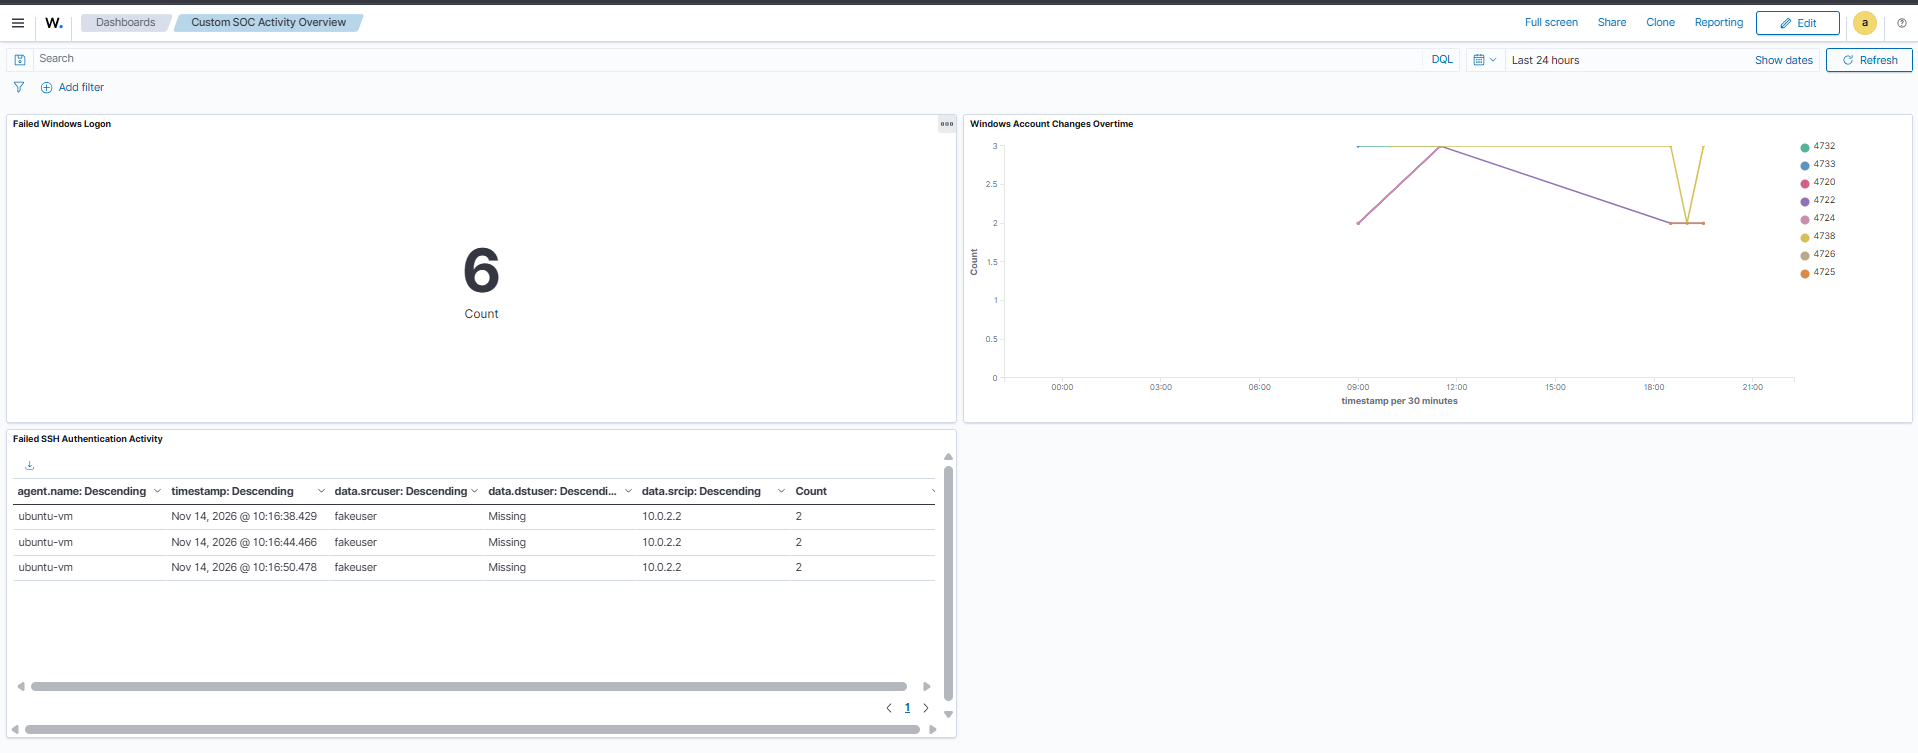 W. Dashboards Custom SOC Activity Overview Full screen Share Clone Reporting Edit a
Search DQL Last 24 hours Show dates Refresh
Add filter
Failed Windows Logon
6
Count
Windows Account Changes Overtime
3
2.5
2
1.5
1
0.5
0
Count
00:00 03:00 06:00 09:00 12:00 15:00 18:00 21:00
timestamp per 30 minutes
4732
4733
4720
4722
4724
4738
4726
4725
Failed SSH Authentication Activity
agent.name: Descending timestamp: Descending data.srcuser: Descending data.dstuser: Descendi... data.srcip: Descending Count
ubuntu-vm Nov 14, 2026 @ 10:16:38.429 fakeuser Missing 10.0.2.2 2
ubuntu-vm Nov 14, 2026 @ 10:16:44.466 fakeuser Missing 10.0.2.2 2
ubuntu-vm Nov 14, 2026 @ 10:16:50.478 fakeuser Missing 10.0.2.2 2
1